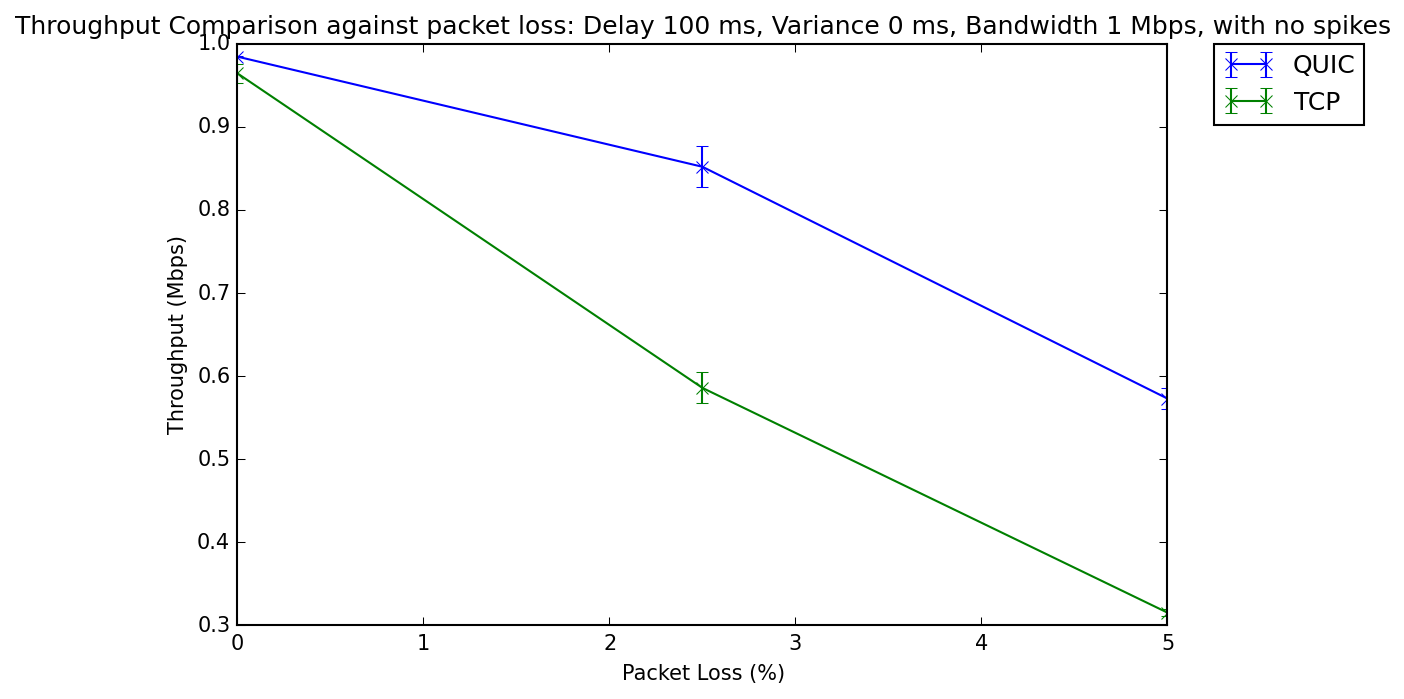 Throughput Comparison against packet loss: Delay 100 ms, Variance 0 ms, Bandwidth 1 Mbps, with no spikes
QUIC
TCP
1.0
0.9
0.8
0.7
0.6
0.5
0.4
0.3
Throughput (Mbps)
0 1 2 3 4 5
Packet Loss (%)